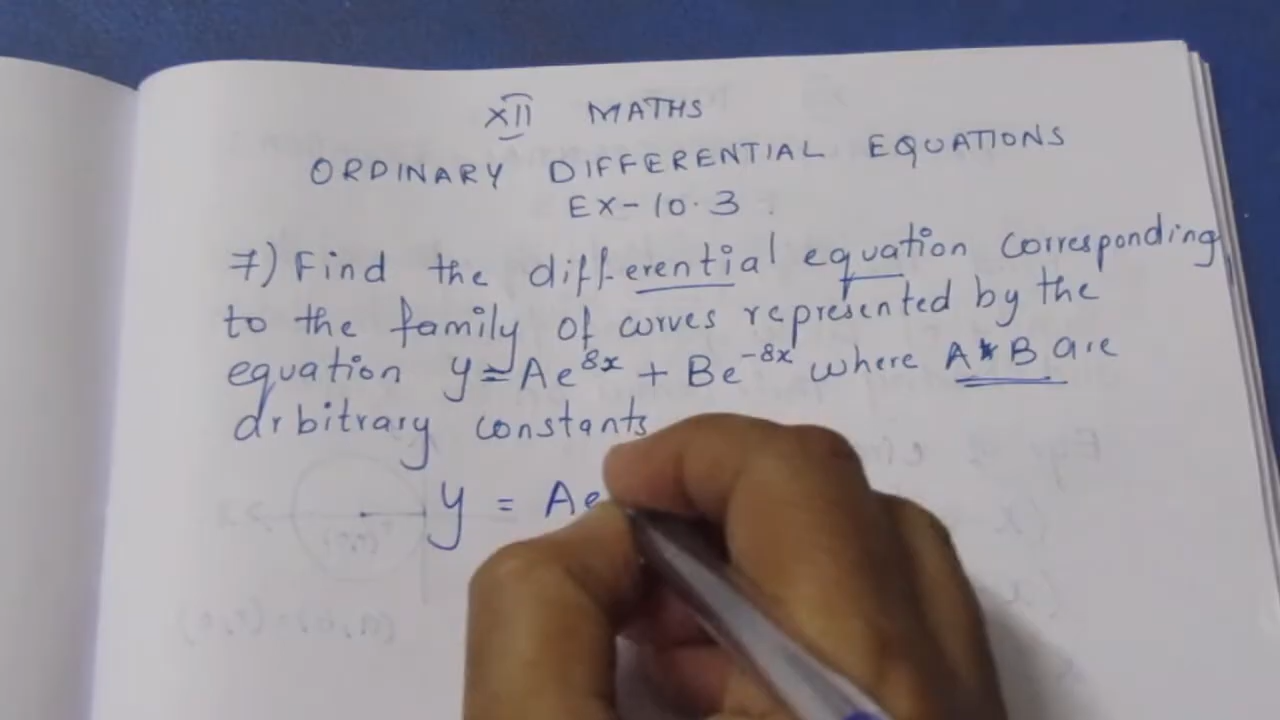 XII MATHS
ORDINARY DIFFERENTIAL EQUATIONS
EX-10.3
7) Find the differential equation corresponding
to the family of curves represented by the
equation y = Ae^8x + Be^-8x where A & B are
arbitrary constants
y = Ae